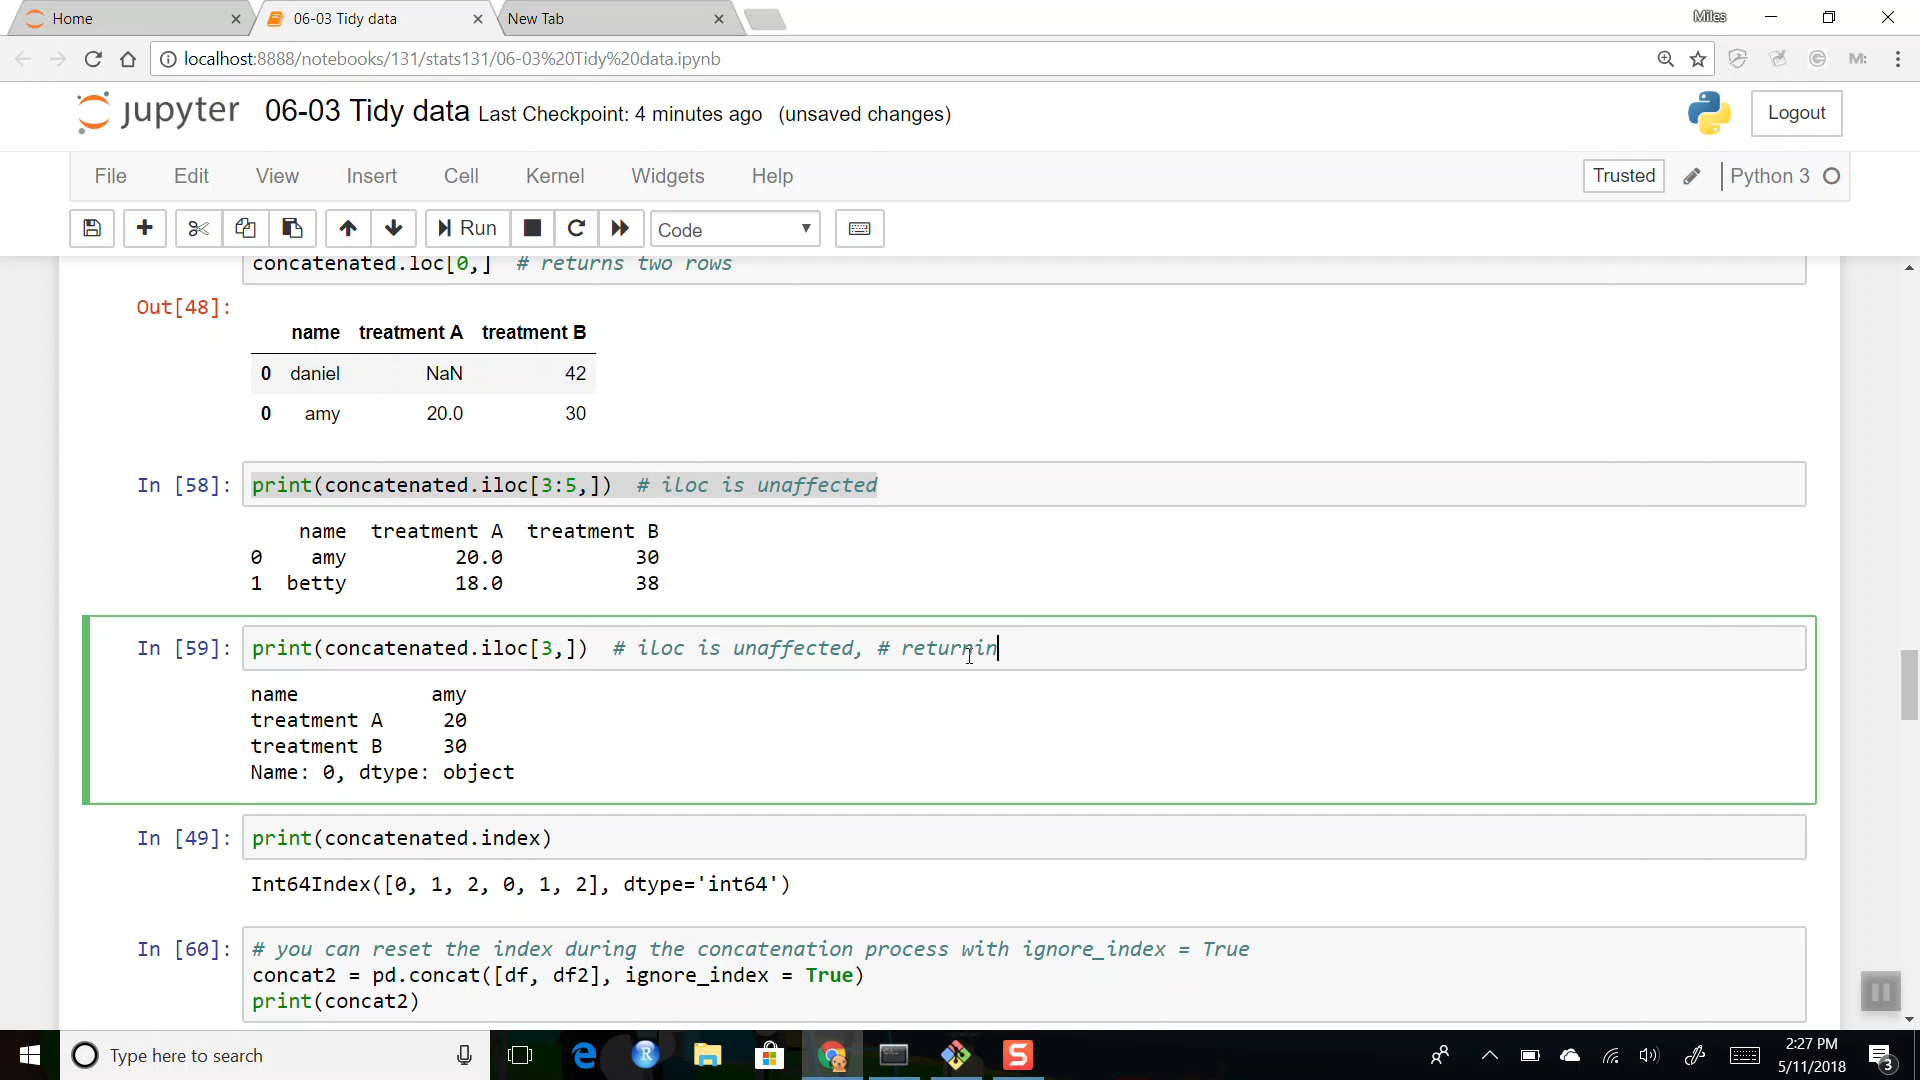 Home
06-03 Tidy data
New Tab
Miles
localhost:8888/notebooks/131/stats131/06-03%20Tidy%20data.ipynb
jupyter 06-03 Tidy data Last Checkpoint: 4 minutes ago (unsaved changes)
Logout
File Edit View Insert Cell Kernel Widgets Help
Trusted
Python 3
Run
Code
concatenated.loc[0,]  # returns two rows
Out[48]:
name treatment A treatment B
0 daniel NaN 42
0 amy 20.0 30
In [58]: print(concatenated.iloc[3:5,])  # iloc is unaffected
name treatment A treatment B
0 amy 20.0 30
1 betty 18.0 38
In [59]: print(concatenated.iloc[3,])  # iloc is unaffected, # returnin
name amy
treatment A 20
treatment B 30
Name: 0, dtype: object
In [49]: print(concatenated.index)
Int64Index([0, 1, 2, 0, 1, 2], dtype='int64')
In [60]: # you can reset the index during the concatenation process with ignore_index = True
concat2 = pd.concat([df, df2], ignore_index = True)
print(concat2)
Type here to search
2:27 PM
5/11/2018
3